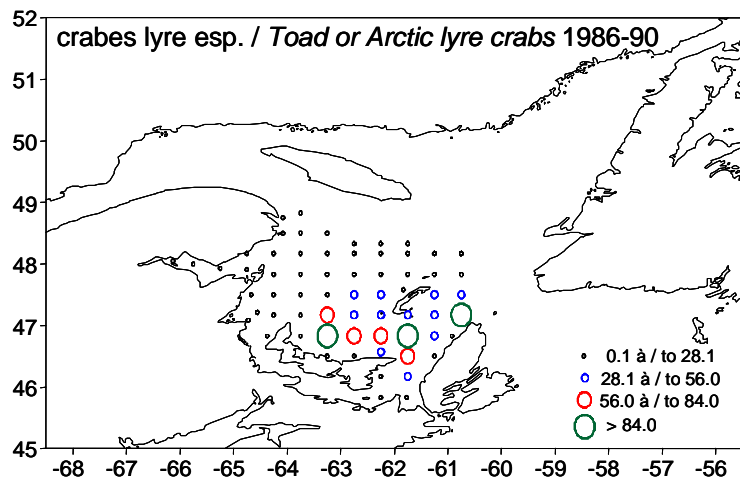 crabes lyre esp. / Toad or Arctic lyre crabs 1986-90
52
51
50
49
48
47
46
45
0.1 à / to 28.1
28.1 à / to 56.0
56.0 à / to 84.0
> 84.0
-68 -67 -66 -65 -64 -63 -62 -61 -60 -59 -58 -57 -56